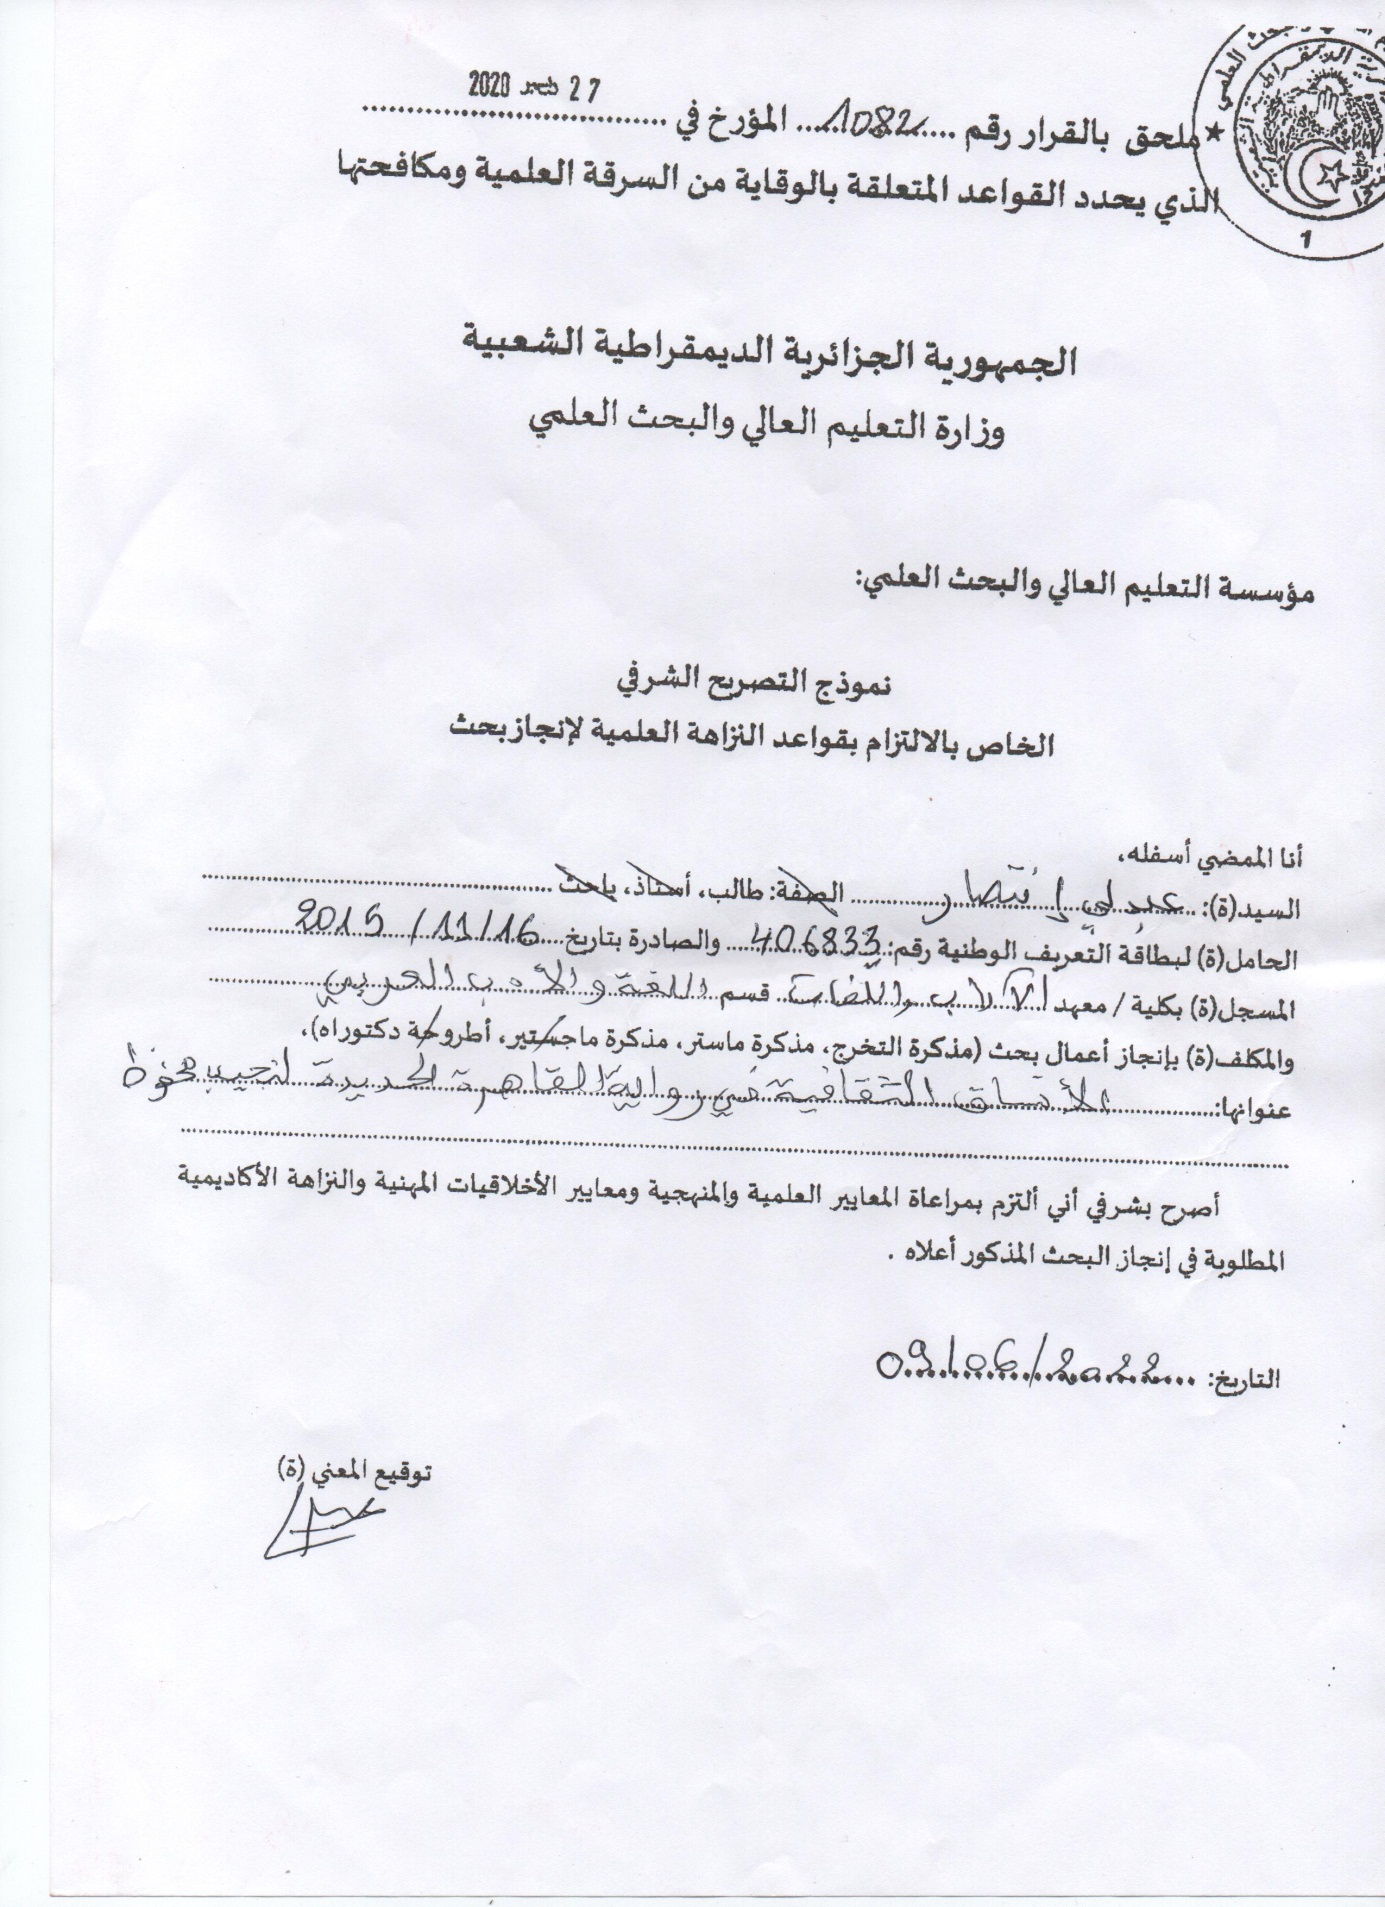 27 ديسمبر 2020
* ملحق بالقرار رقم ....1082.... المؤرخ في ....
الذي يحدد القواعد المتعلقة بالوقاية من السرقة العلمية ومكافحتها
1
الجمهورية الجزائرية الديمقراطية الشعبية
وزارة التعليم العالي والبحث العلمي
مؤسسة التعليم العالي والبحث العلمي:
نموذج التصريح الشرفي
الخاص بالالتزام بقواعد النزاهة العلمية لإنجاز بحث
أنا الممضي أسفله،
السيد(ة): عبدلي إنتصار الصفة: طالب، أستاذ، باحث
الحامل(ة) لبطاقة التعريف الوطنية رقم: 406833 والصادرة بتاريخ 16/11/2015
المسجل(ة) بكلية / معهد الآداب واللغات قسم اللغة والأدب العربي
والمكلف(ة) بإنجاز أعمال بحث (مذكرة التخرج، مذكرة ماستر، مذكرة ماجستير، أطروحة دكتوراه)،
عنوانها: الأنساق الثقافية في رواية القاهرة الجديدة لنجيب محفوظ
أصرح بشرفي أني ألتزم بمراعاة المعايير العلمية والمنهجية ومعايير الأخلاقيات المهنية والنزاهة الأكاديمية
المطلوبة في إنجاز البحث المذكور أعلاه .
التاريخ: 09/06/2022
توقيع المعني (ة)